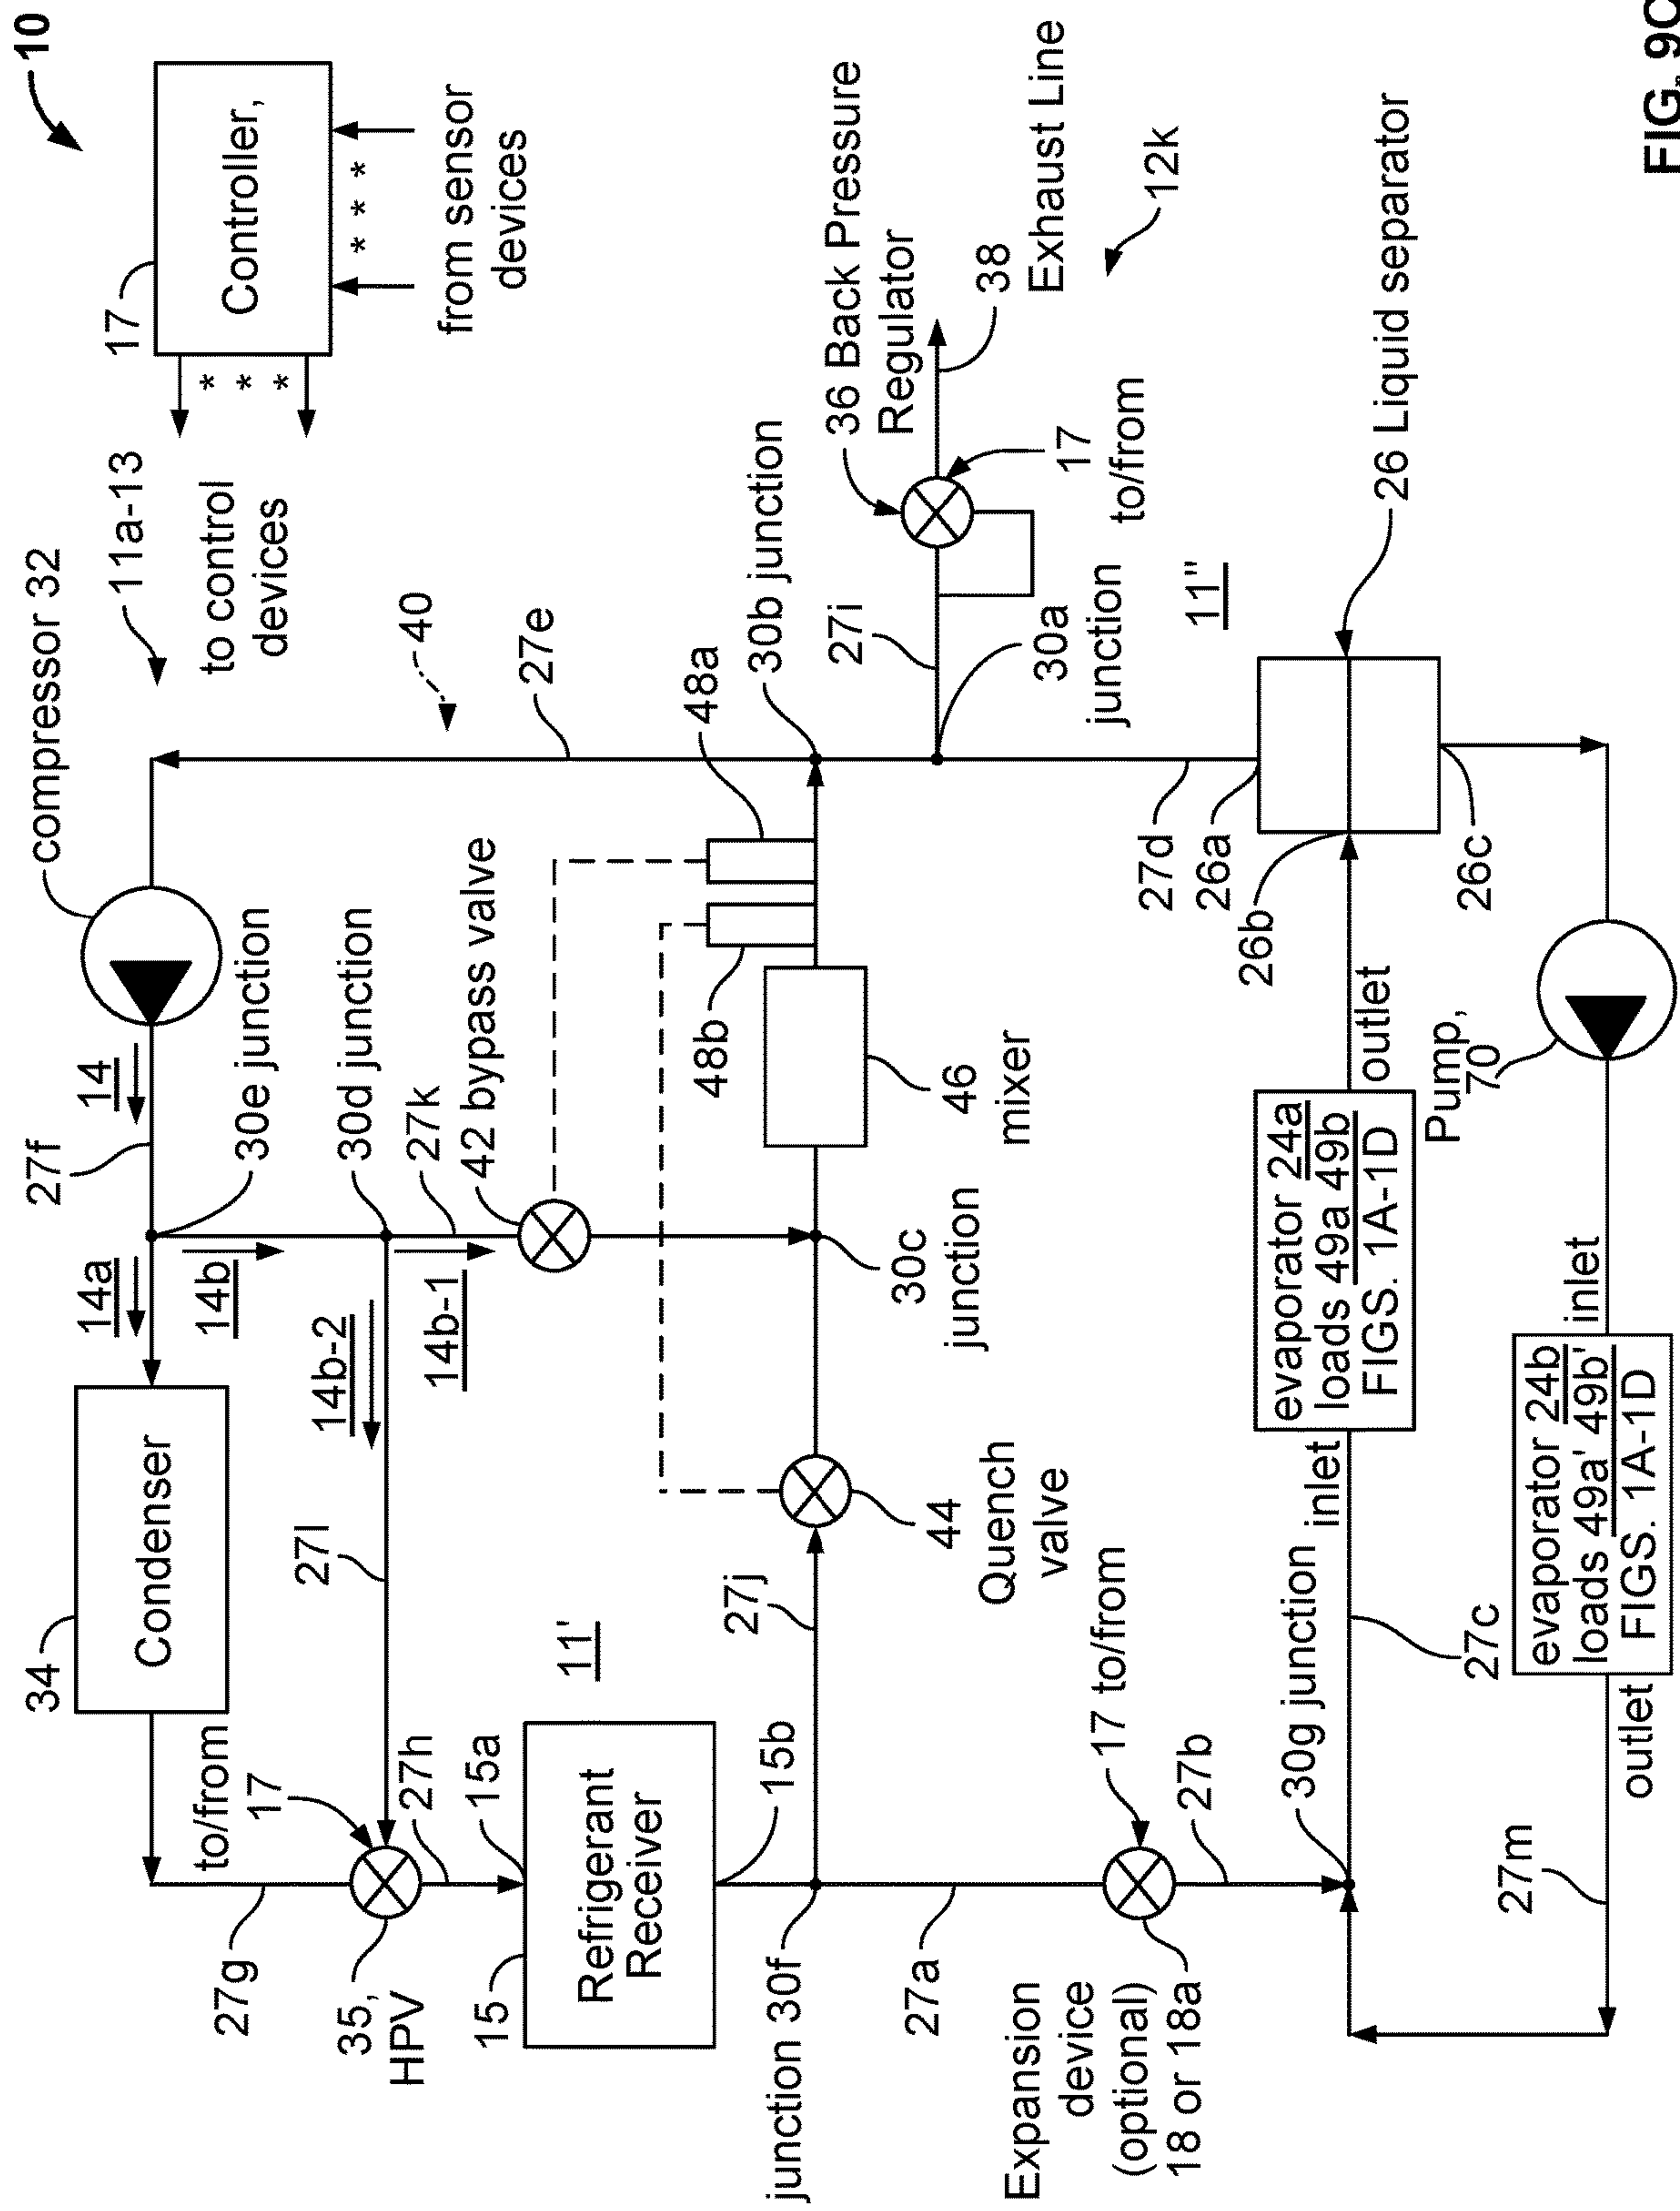 10
17
Controller,
from sensor
devices
* * *
*
*
*
11a-13
to control
devices
compressor 32
40
27e
14
27f
30e junction
30d junction
27k
42 bypass valve
48a
48b
30b junction
36 Back Pressure
Regulator
38
Exhaust Line
12k
17
to/from
27i
30a
junction
11"
26 Liquid separator
27d
26a
26b
26c
46
mixer
14a
14b
14b-1
14b-2
30c
junction
34
Condenser
27l
to/from
17
27g
35,
HPV
27h
15a
15
Refrigerant
Receiver
11'
15b
27j
44
Quench
valve
junction 30f
27a
Expansion
device
(optional)
18 or 18a
17 to/from
27b
30g junction
inlet
evaporator 24a
loads 49a 49b
FIGS. 1A-1D
outlet
Pump,
70
27c
inlet
evaporator 24b
loads 49a' 49b'
FIGS. 1A-1D
outlet
27m
FIG. 9C